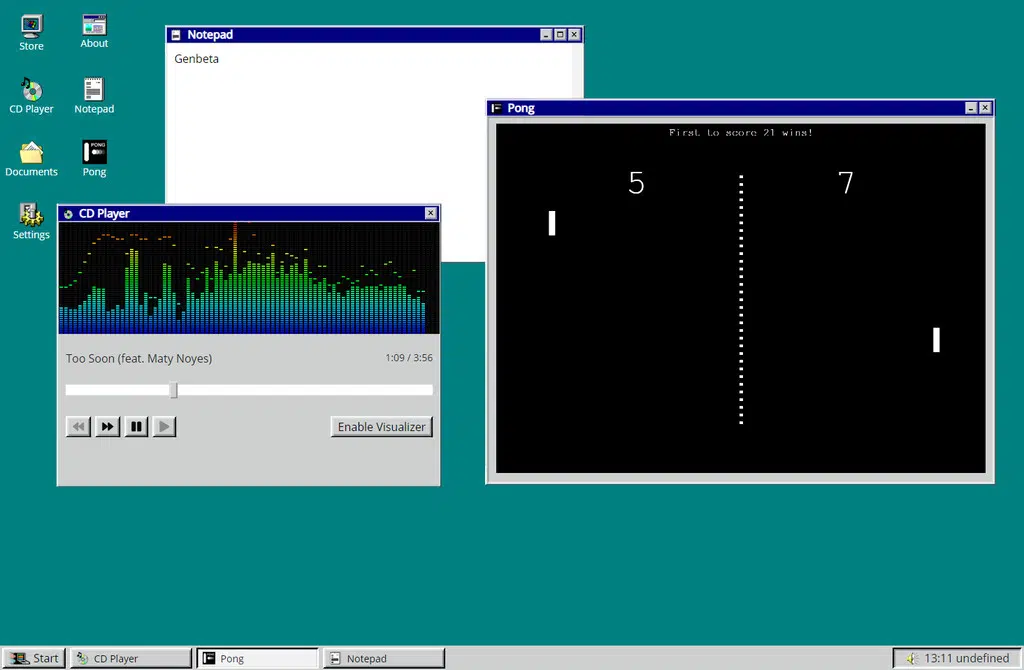 Store
About
CD Player
Notepad
Documents
PONG
Pong
Settings
Notepad
Genbeta
Pong
First to score 21 wins!
5 7
CD Player
Too Soon (feat. Maty Noyes) 1:09 / 3:56
Enable Visualizer
Start CD Player Pong Notepad 13:11 undefined